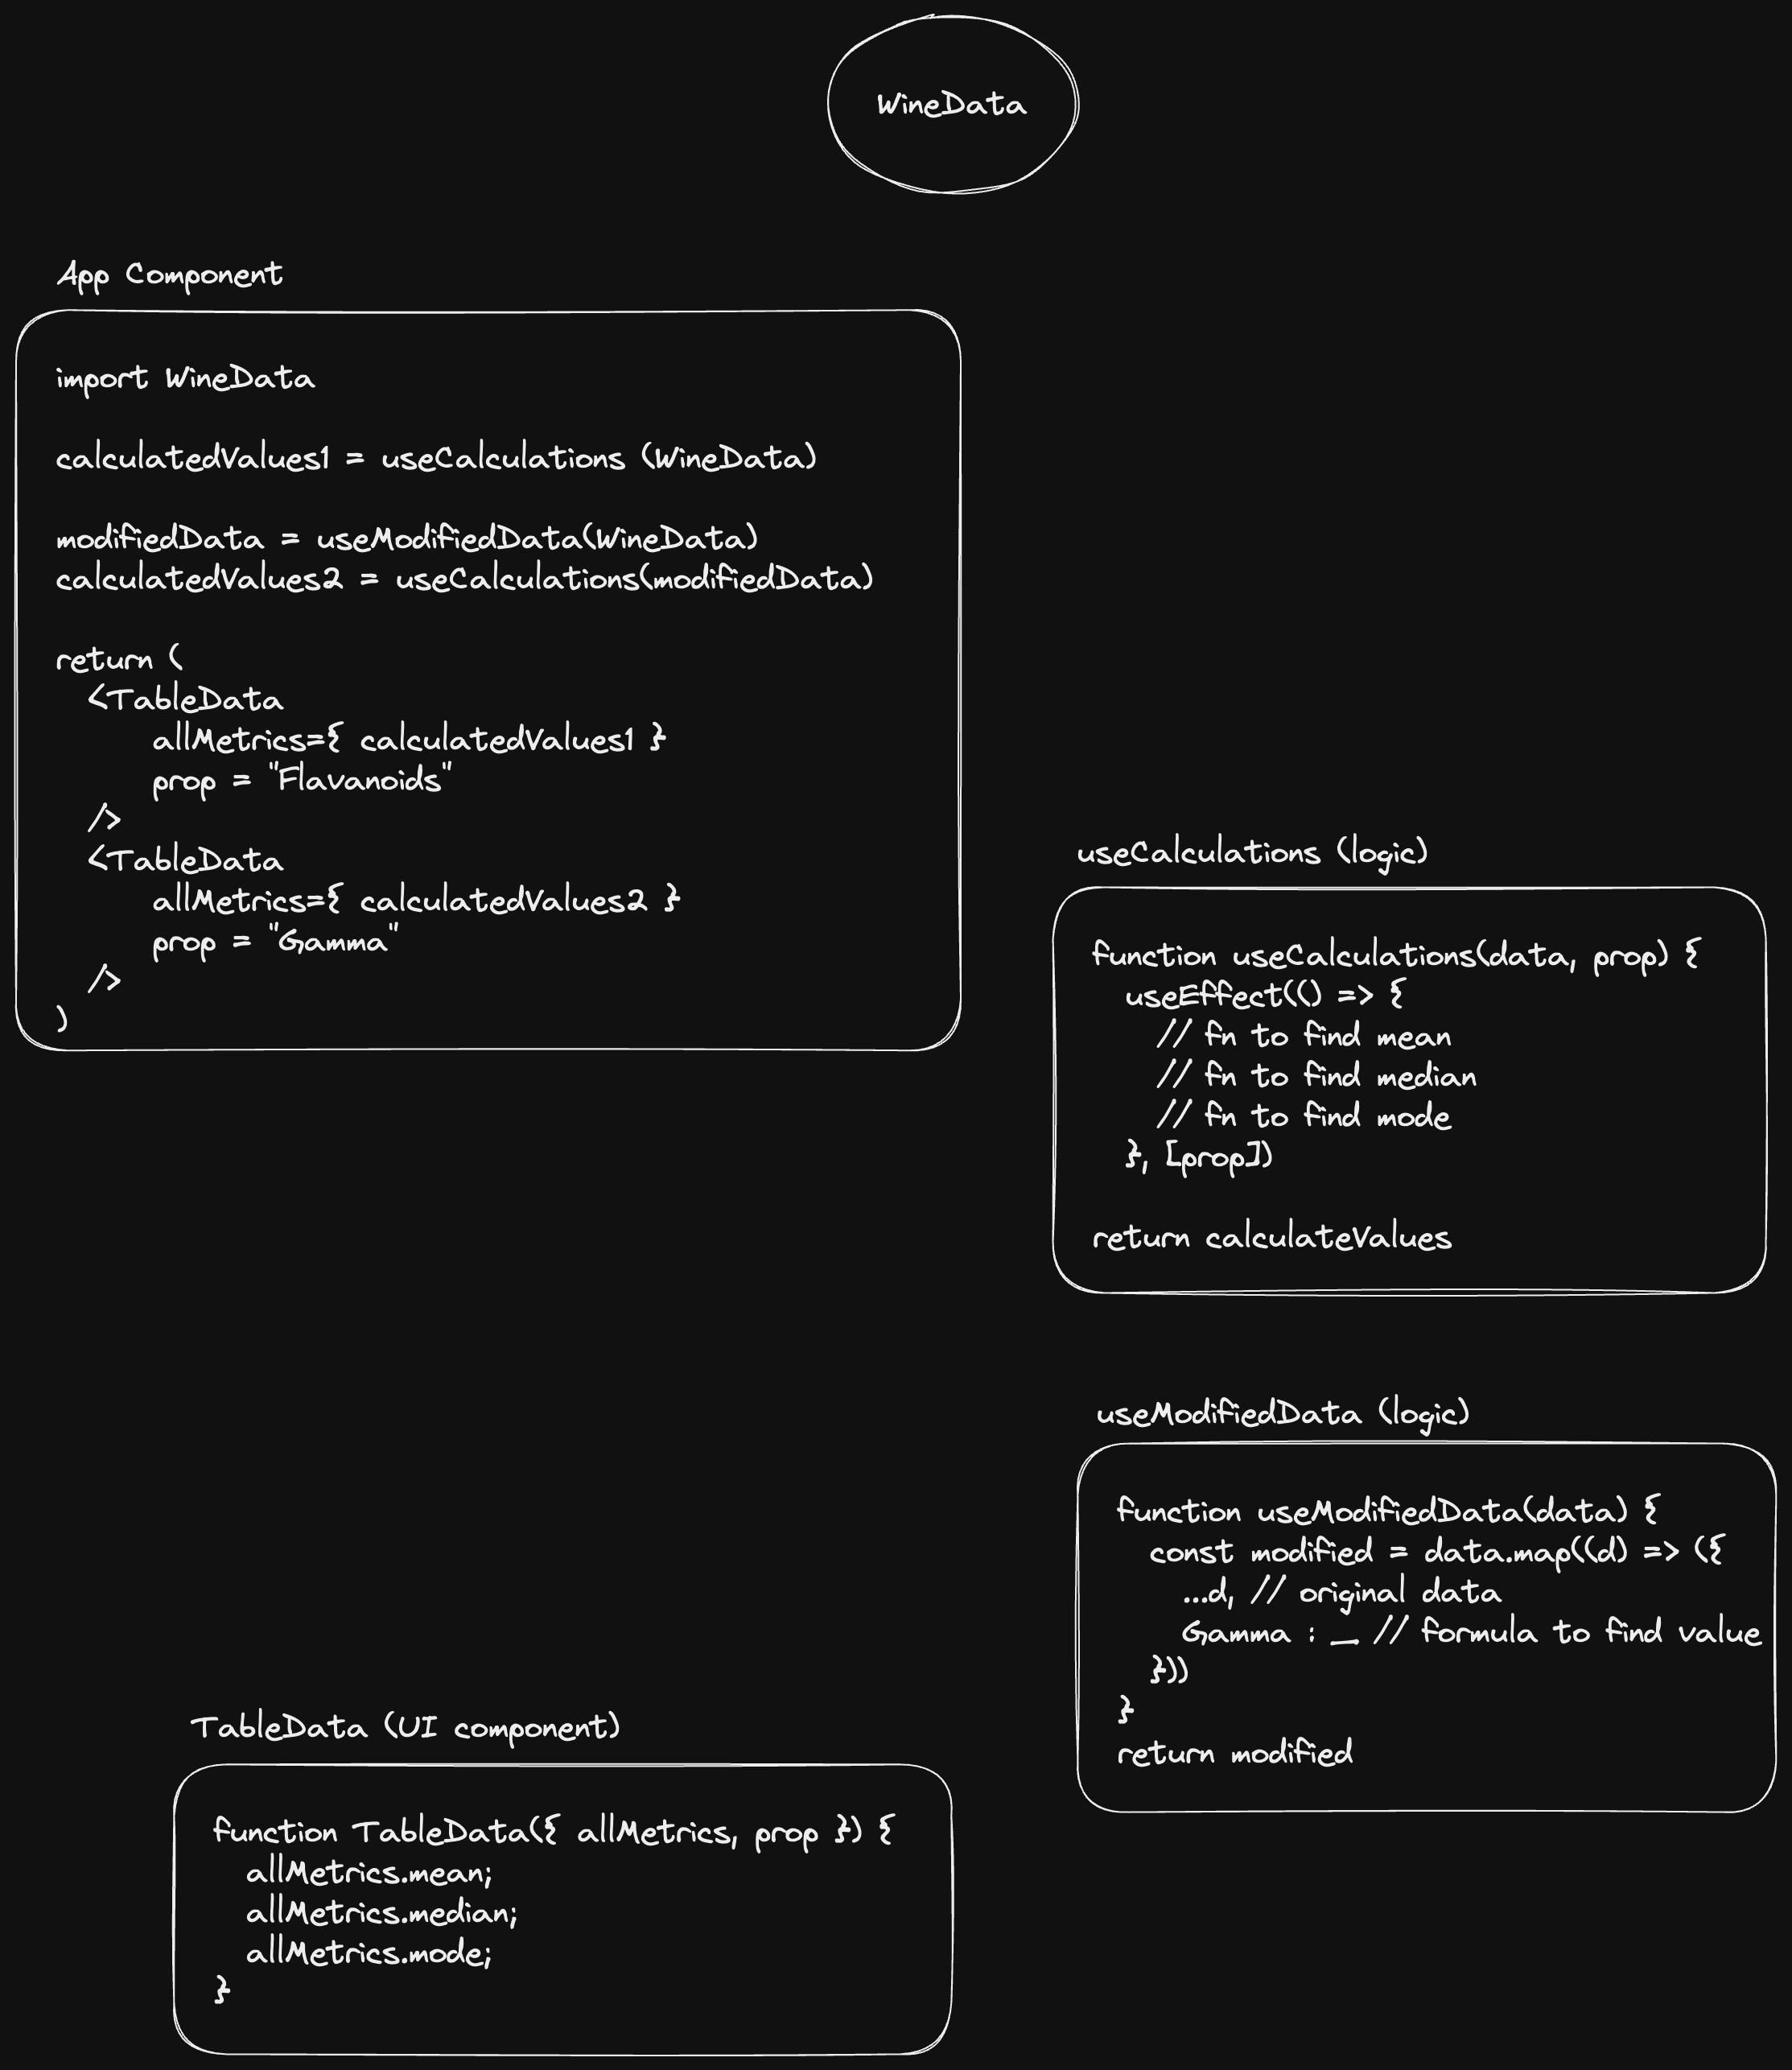 WineData
App Component
import WineData
calculatedValues1 = useCalculations (WineData)
modifiedData = useModifiedData(WineData)
calculatedValues2 = useCalculations(modifiedData)
return (
<TableData
allMetrics={ calculatedValues1 }
prop = "Flavanoids"
/>
<TableData
allMetrics={ calculatedValues2 }
prop = "Gamma"
/>
)
useCalculations (logic)
function useCalculations(data, prop) {
useEffect(() => {
// fn to find mean
// fn to find median
// fn to find mode
}, [prop])
return calculateValues
useModifiedData (logic)
function useModifiedData(data) {
const modified = data.map((d) => ({
...d, // original data
Gamma : __ // formula to find value
}))
}
return modified
TableData (UI component)
function TableData({ allMetrics, prop }) {
allMetrics.mean;
allMetrics.median;
allMetrics.mode;
}